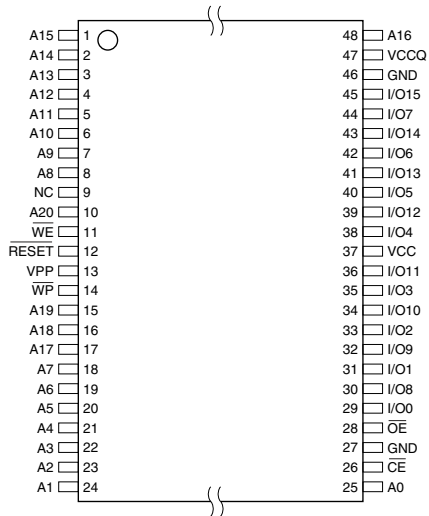 A15 1 48 A16
A14 2 47 VCCQ
A13 3 46 GND
A12 4 45 I/O15
A11 5 44 I/O7
A10 6 43 I/O14
A9 7 42 I/O6
A8 8 41 I/O13
NC 9 40 I/O5
A20 10 39 I/O12
WE 11 38 I/O4
RESET 12 37 VCC
VPP 13 36 I/O11
WP 14 35 I/O3
A19 15 34 I/O10
A18 16 33 I/O2
A17 17 32 I/O9
A7 18 31 I/O1
A6 19 30 I/O8
A5 20 29 I/O0
A4 21 28 OE
A3 22 27 GND
A2 23 26 CE
A1 24 25 A0